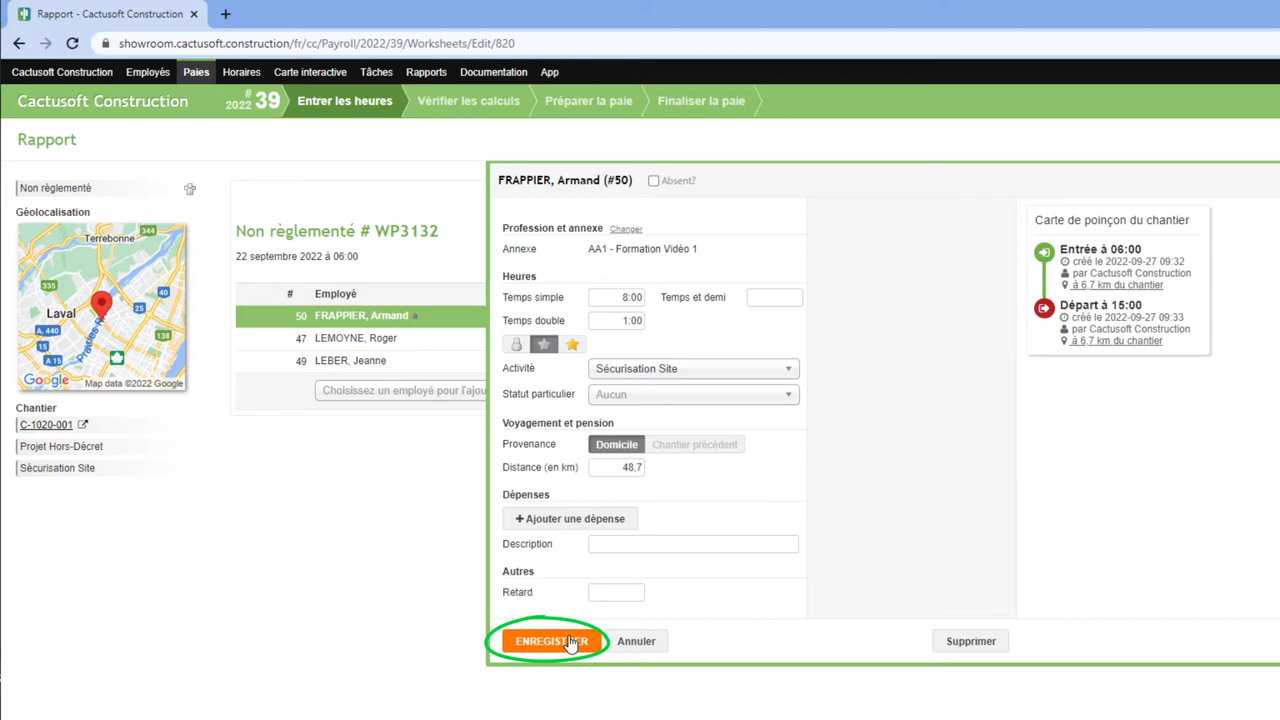 Rapport - Cactusoft Construction
showroom.cactusoft.construction/fr/cc/Payroll/2022/39/Worksheets/Edit/820
Cactusoft Construction Employés Paies Horaires Carte interactive Tâches Rapports Documentation App
Cactusoft Construction # 2022 39 Entrer les heures Vérifier les calculs Préparer la paie Finaliser la paie
Rapport
Non règlementé
Géolocalisation
Terrebonne
344
335
Laval
25
A. 440
138
Prairies R
A 15
Google Map data ©2022 Google
Chantier
C-1020-001
Projet Hors-Décret
Sécurisation Site
Non règlementé # WP3132
22 septembre 2022 à 06:00
# Employé
50 FRAPPIER, Armand
47 LEMOYNE, Roger
49 LEBER, Jeanne
Choisissez un employé pour l'ajou
FRAPPIER, Armand (#50) Absent?
Profession et annexe Changer
Annexe AA1 - Formation Vidéo 1
Heures
Temps simple 8:00 Temps et demi
Temps double 1:00
Activité Sécurisation Site
Statut particulier Aucun
Voyagement et pension
Provenance Domicile Chantier précédent
Distance (en km) 48,7
Dépenses
+ Ajouter une dépense
Description
Autres
Retard
ENREGISTRER Annuler Supprimer
Carte de poinçon du chantier
Entrée à 06:00
créé le 2022-09-27 09:32
par Cactusoft Construction
à 6,7 km du chantier
Départ à 15:00
créé le 2022-09-27 09:33
par Cactusoft Construction
à 6,7 km du chantier